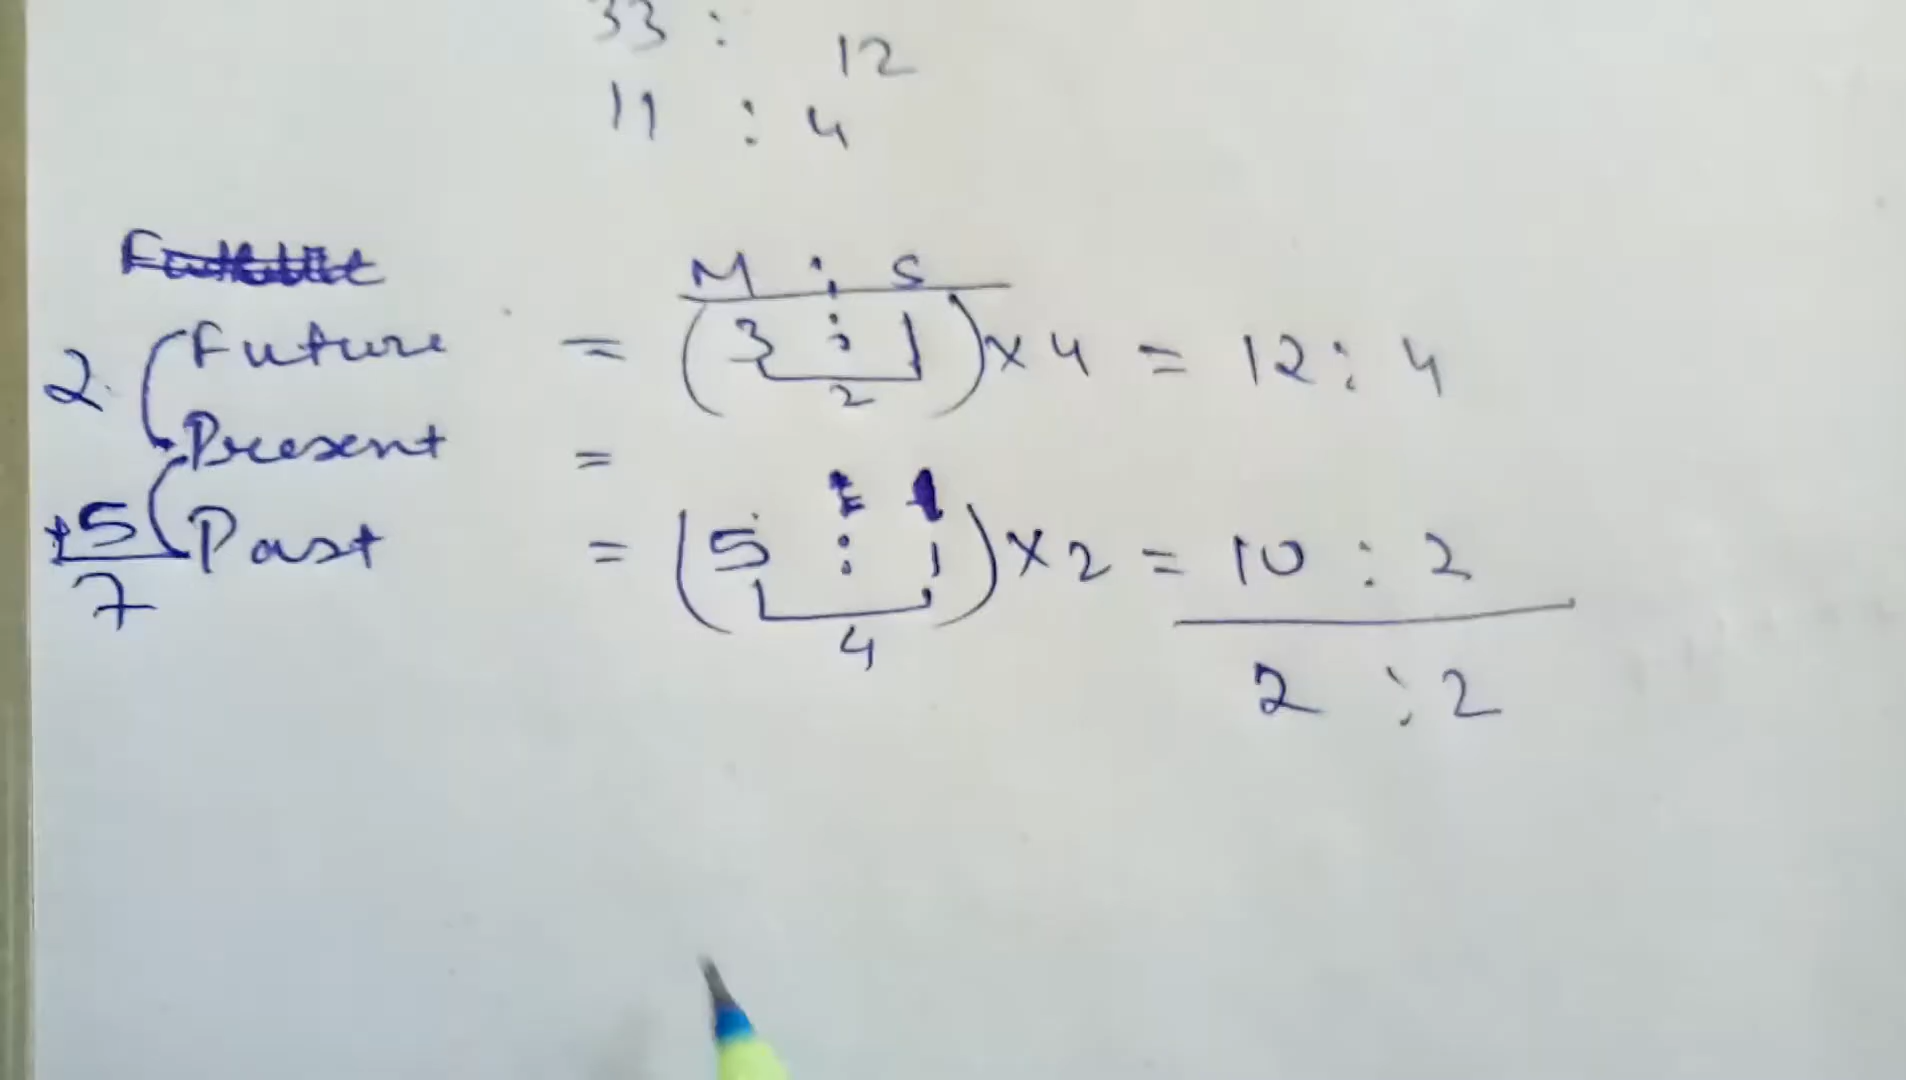 33 :
12
11 : 4
M : S
2 Future = (3 : 1) x 4 = 12 : 4
2
Present =
+5 Past = (5 : 1) x 2 = 10 : 2
7
4
2 : 2